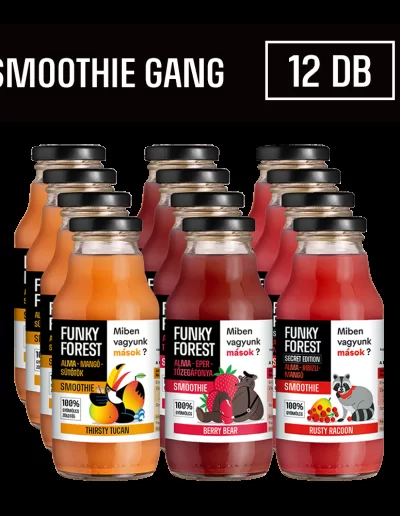 SMOOTHIE GANG
12 DB
FUNKY
FOREST
ALMA - MANGÓ -
SÜTŐTÖK
SMOOTHIE
Miben
vagyunk
mások?
100%
GYÜMÖLCS
ZÖLDSÉG
THIRSTY TUCAN
FUNKY
FOREST
ALMA - EPER -
TŐZEGÁFONYA
SMOOTHIE
Miben
vagyunk
mások?
100%
GYÜMÖLCS
BERRY BEAR
FUNKY
FOREST
SECRET EDITION
ALMA - RIBIZLI -
MANGÓ
SMOOTHIE
Miben
vagyunk
mások?
100%
GYÜMÖLCS
RUSTY RACOON